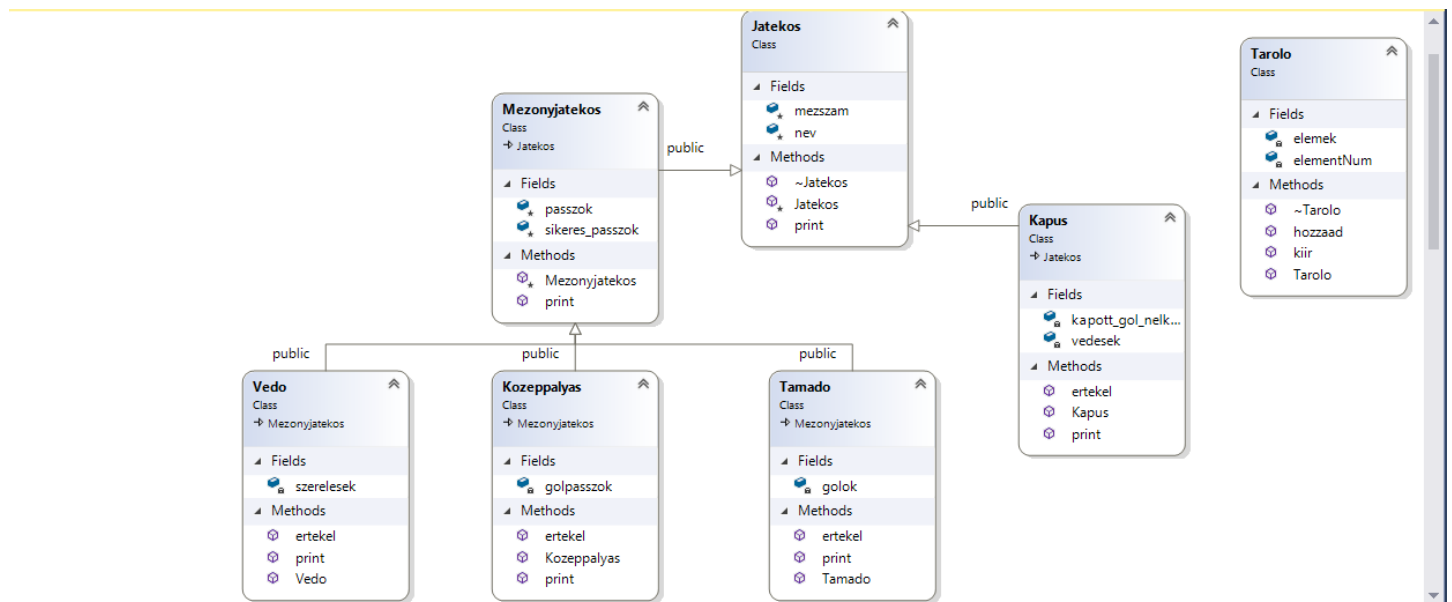 Jatekos
Class
Fields
mezszam
nev
Methods
~Jatekos
Jatekos
print
Tarolo
Class
Fields
elemek
elementNum
Methods
~Tarolo
hozzaad
kiir
Tarolo
Mezonyjatekos
Class
Jatekos
Fields
passzok
sikeres_passzok
Methods
Mezonyjatekos
print
public
public
Kapus
Class
Jatekos
Fields
kapott_gol_nelk...
vedesek
Methods
ertekel
Kapus
print
public
public
public
Vedo
Class
Mezonyjatekos
Fields
szerelesek
Methods
ertekel
print
Vedo
Kozeppalyas
Class
Mezonyjatekos
Fields
golpasszok
Methods
ertekel
Kozeppalyas
print
Tamado
Class
Mezonyjatekos
Fields
golok
Methods
ertekel
print
Tamado